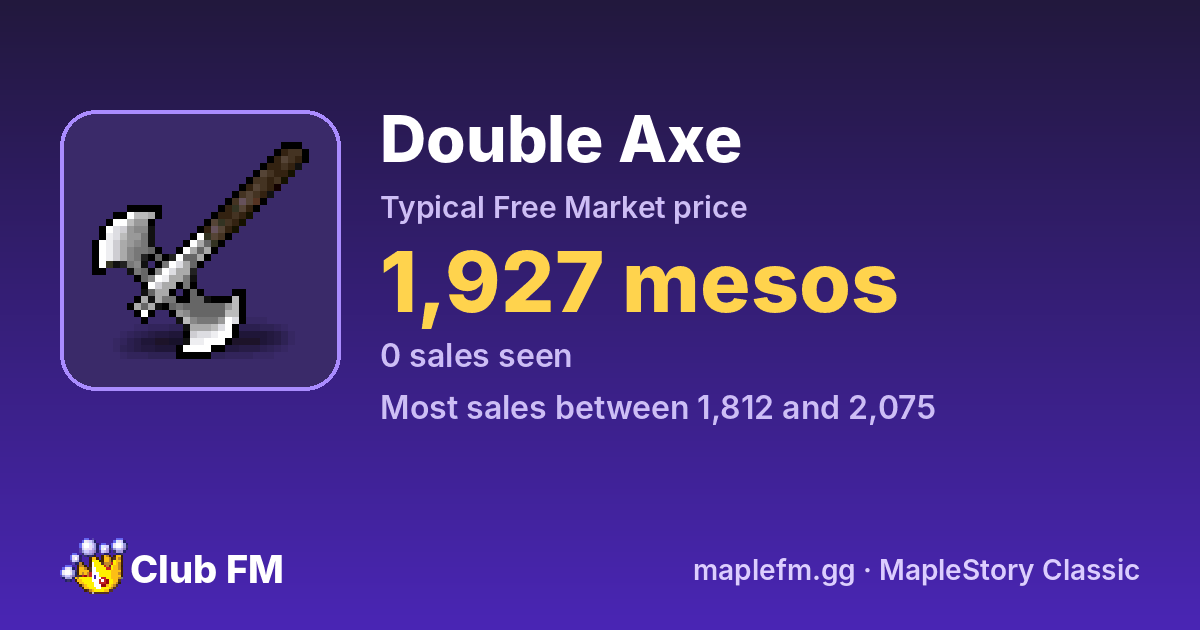 Double Axe
Typical Free Market price
1,927 mesos
0 sales seen
Most sales between 1,812 and 2,075
Club FM
maplefm.gg · MapleStory Classic